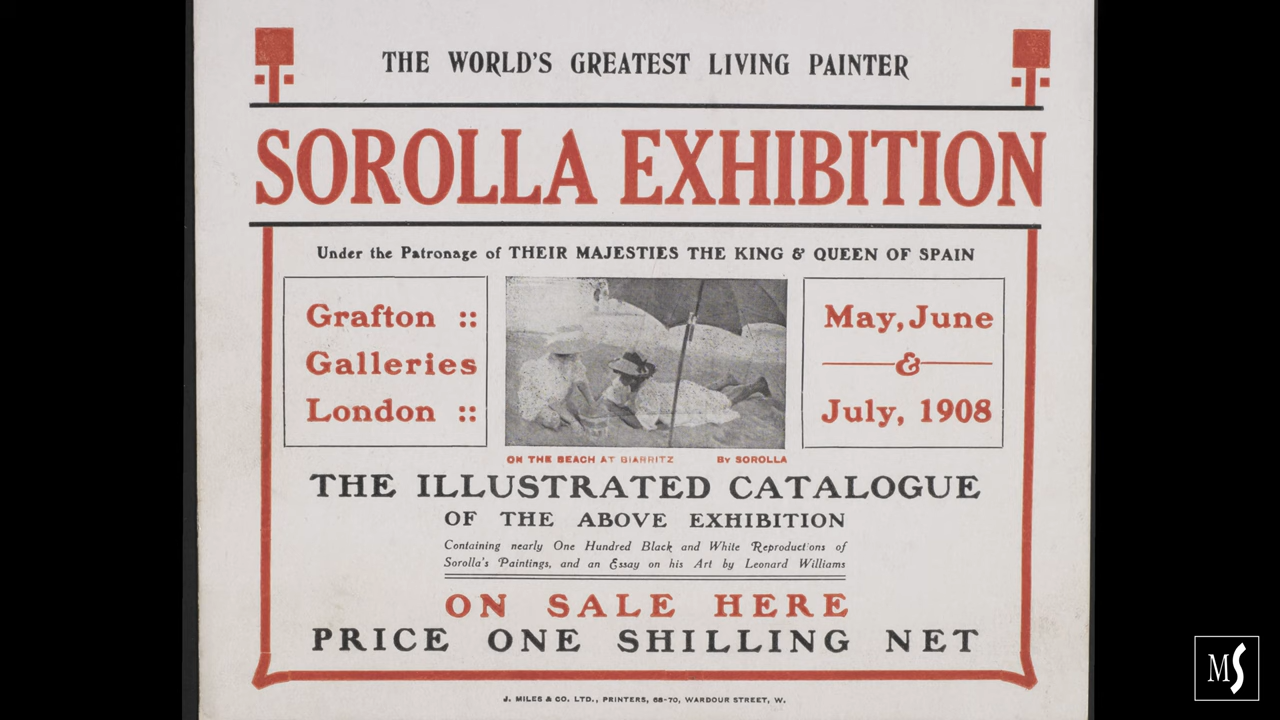 THE WORLD'S GREATEST LIVING PAINTER
SOROLLA EXHIBITION
Under the Patronage of THEIR MAJESTIES THE KING & QUEEN OF SPAIN
Grafton ::
Galleries
London ::
May, June
&
July, 1908
ON THE BEACH AT BIARRITZ By SOROLLA
THE ILLUSTRATED CATALOGUE
OF THE ABOVE EXHIBITION
Containing nearly One Hundred Black and White Reproductions of
Sorolla's Paintings, and an Essay on his Art by Leonard Williams
ON SALE HERE
PRICE ONE SHILLING NET
J. MILES & CO. LTD., PRINTERS, 68-70, WARDOUR STREET, W.
MS